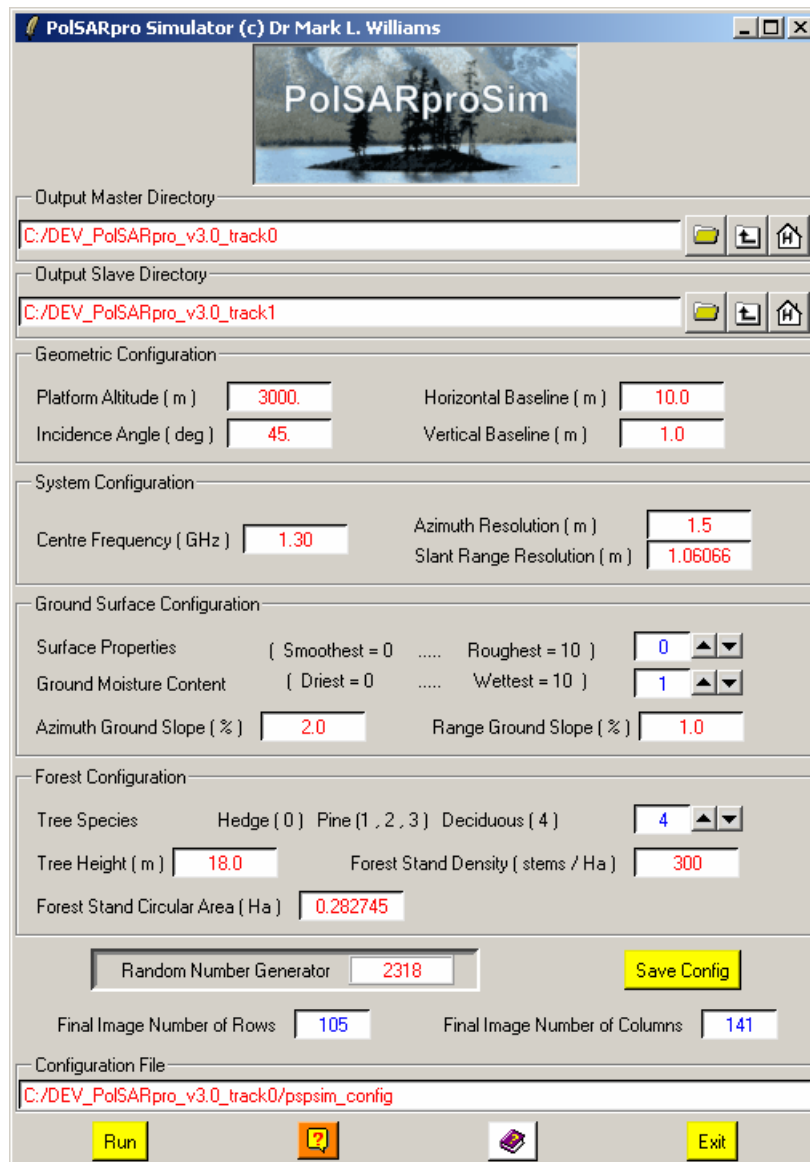 PolSARpro Simulator (c) Dr Mark L. Williams
PolSARproSim
Output Master Directory
C:/DEV_PolSARpro_v3.0_track0
Output Slave Directory
C:/DEV_PolSARpro_v3.0_track1
Geometric Configuration
Platform Altitude ( m ) 3000. Horizontal Baseline ( m ) 10.0
Incidence Angle ( deg ) 45. Vertical Baseline ( m ) 1.0
System Configuration
Centre Frequency ( GHz ) 1.30 Azimuth Resolution ( m ) 1.5
Slant Range Resolution ( m ) 1.06066
Ground Surface Configuration
Surface Properties ( Smoothest = 0 ..... Roughest = 10 ) 0
Ground Moisture Content ( Driest = 0 ..... Wettest = 10 ) 1
Azimuth Ground Slope ( % ) 2.0 Range Ground Slope ( % ) 1.0
Forest Configuration
Tree Species Hedge ( 0 ) Pine (1 , 2 , 3 ) Deciduous ( 4 ) 4
Tree Height ( m ) 18.0 Forest Stand Density ( stems / Ha ) 300
Forest Stand Circular Area ( Ha ) 0.282745
Random Number Generator 2318 Save Config
Final Image Number of Rows 105 Final Image Number of Columns 141
Configuration File
C:/DEV_PolSARpro_v3.0_track0/pspsim_config
Run ? ? Exit